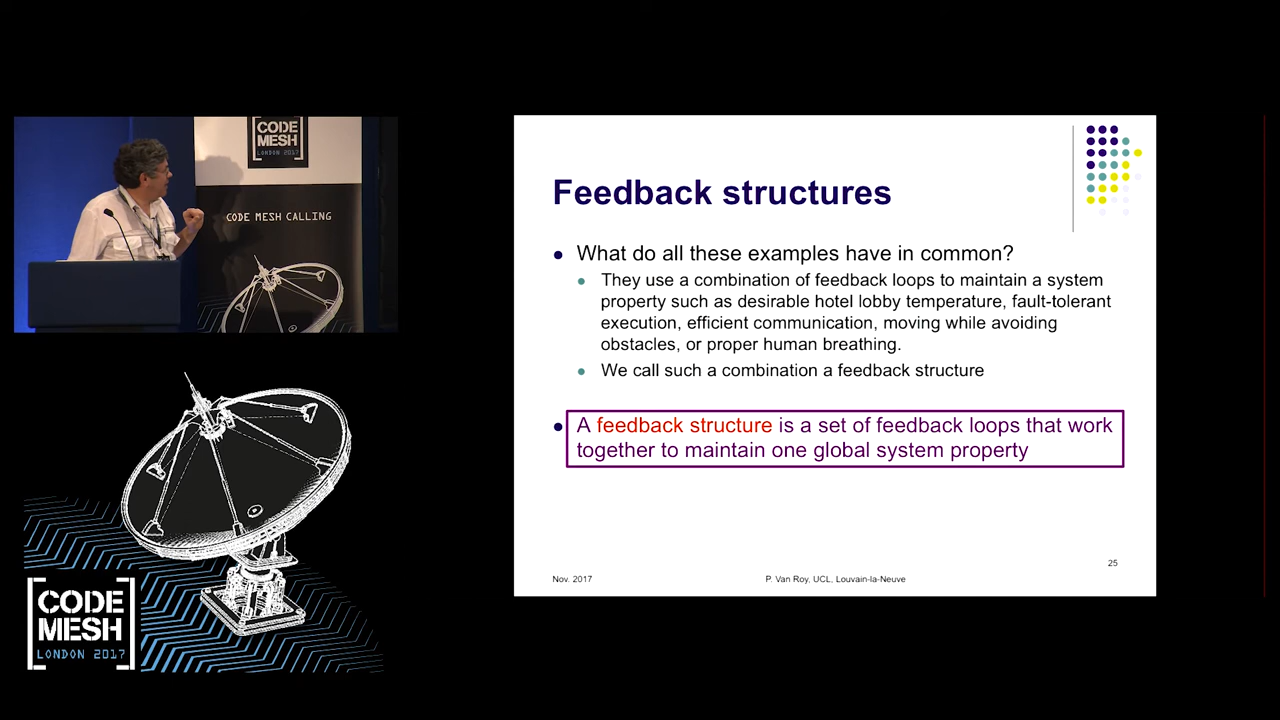 CODE
MESH
LONDON 2017
CODE MESH CALLING
Feedback structures
What do all these examples have in common?
They use a combination of feedback loops to maintain a system
property such as desirable hotel lobby temperature, fault-tolerant
execution, efficient communication, moving while avoiding
obstacles, or proper human breathing.
We call such a combination a feedback structure
A feedback structure is a set of feedback loops that work
together to maintain one global system property
25
Nov. 2017
P. Van Roy, UCL, Louvain-la-Neuve
CODE
MESH
LONDON 2017